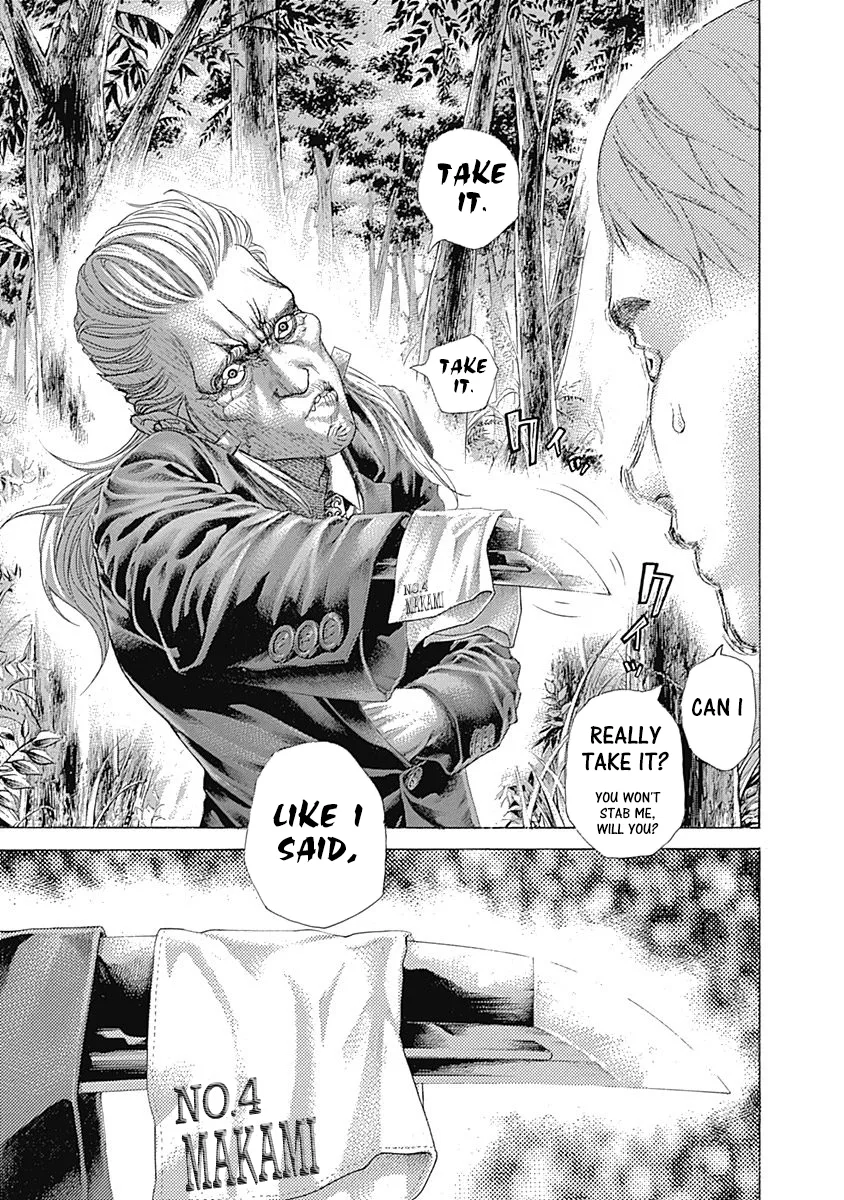 TAKE
IT.
TAKE
IT.
クイッ
NO.4
MAKAMI
クイッ
CAN I
REALLY
TAKE IT?
YOU WON'T
STAB ME,
WILL YOU?
LIKE I
SAID,
NO.4
MAKAMI